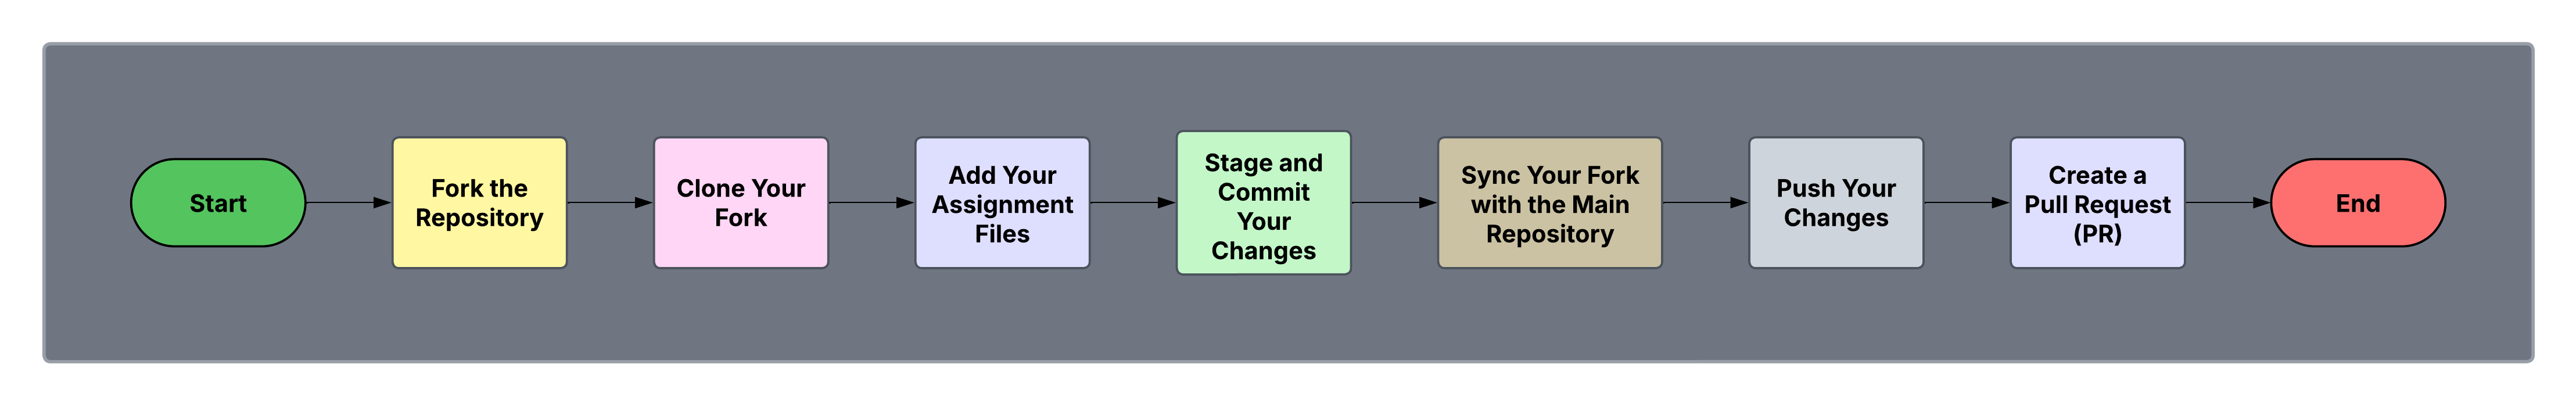 Start
Fork the
Repository
Clone Your
Fork
Add Your
Assignment
Files
Stage and
Commit
Your
Changes
Sync Your Fork
with the Main
Repository
Push Your
Changes
Create a
Pull Request
(PR)
End